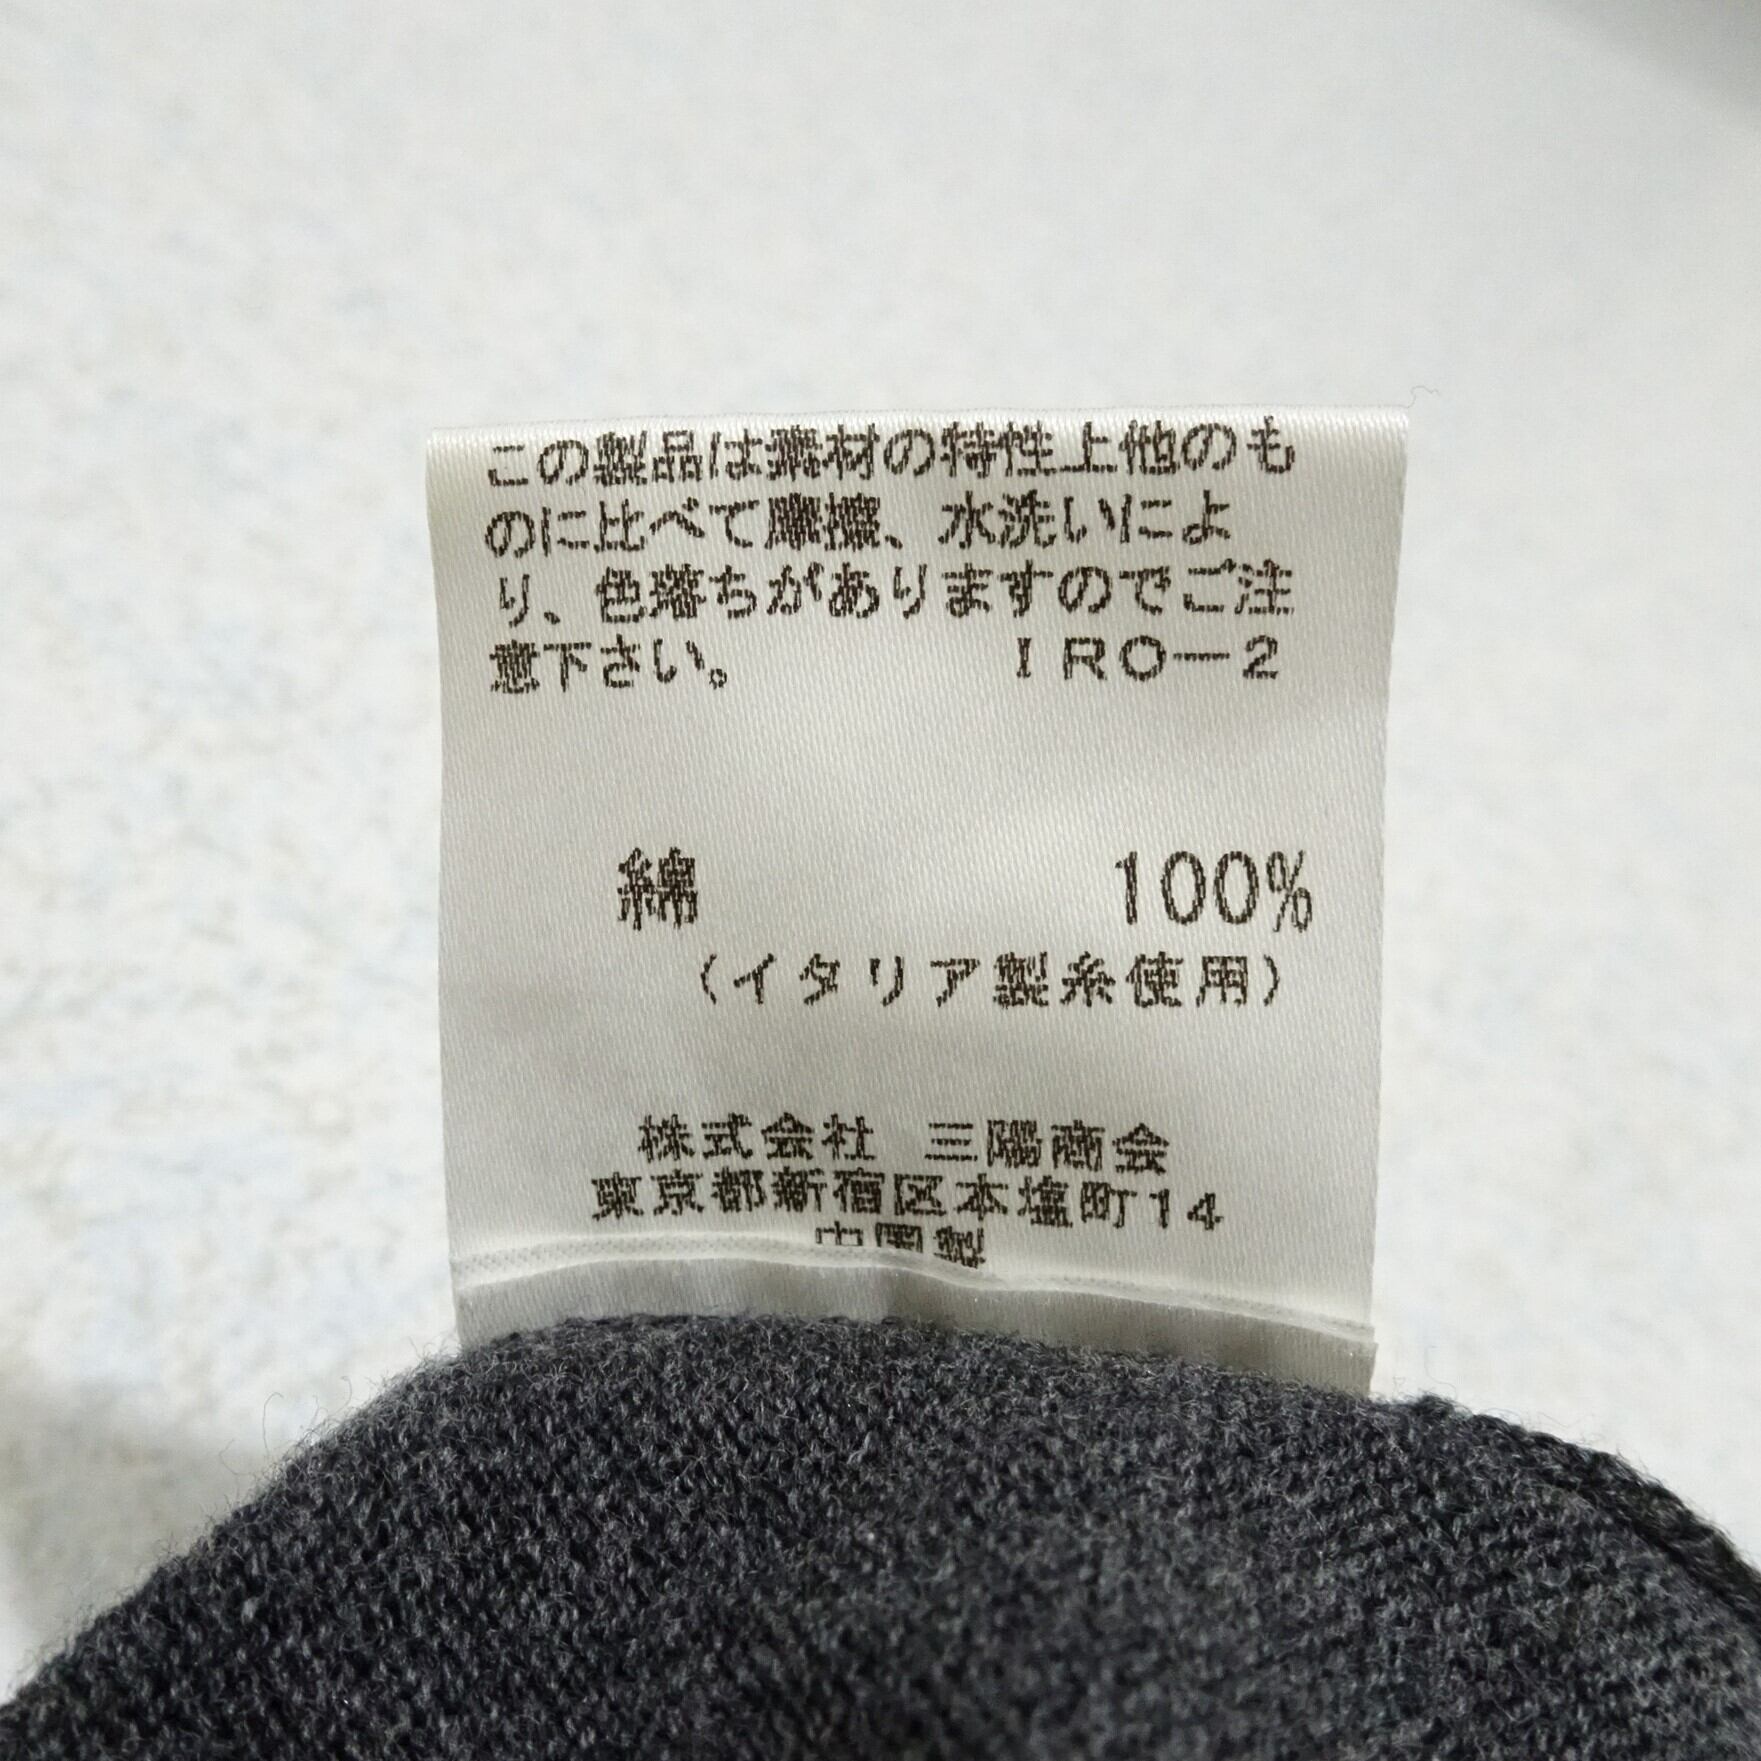 この製品は素材の特性上他のも
のに比べて摩擦、水洗いによ
り、色落ちがありますのでご注
意下さい。 IRO－2
綿 100%
（イタリア製糸使用）
株式会社 三陽商会
東京都新宿区本塩町14
中国製